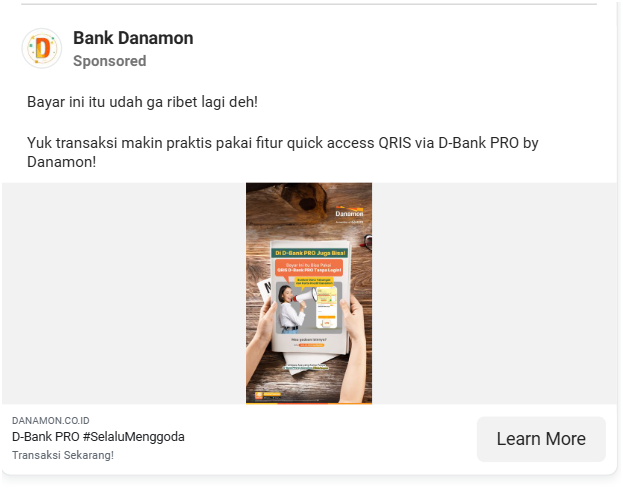 Bank Danamon
Sponsored
Bayar ini itu udah ga ribet lagi deh!
Yuk transaksi makin praktis pakai fitur quick access QRIS via D-Bank PRO by
Danamon!
Danamon
Di D-Bank PRO Juga Bisa!
Bayar Ini Itu Bisa Pakai
QRIS D-Bank PRO Tanpa Login!
DANAMON.CO.ID
D-Bank PRO #SelaluMenggoda
Transaksi Sekarang!
Learn More